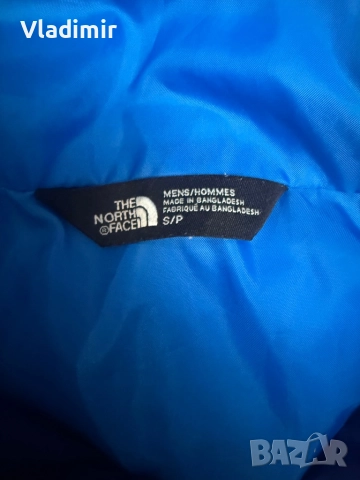 Vladimir
THE
NORTH
FACE
MENS/HOMMES
MADE IN BANGLADESH
FABRIQUÉ AU BANGLADESH
S/P
BAZAR